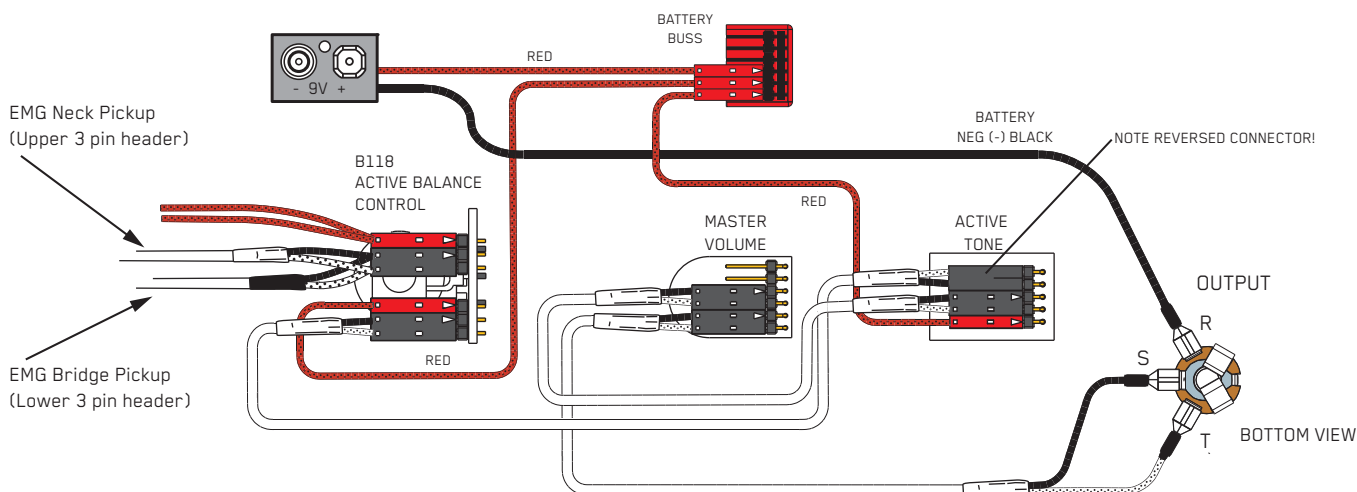 BATTERY
BUSS
RED
- 9V +
EMG Neck Pickup
(Upper 3 pin header)
BATTERY
NEG (-) BLACK
NOTE REVERSED CONNECTOR!
B118
ACTIVE BALANCE
CONTROL
RED
MASTER
VOLUME
ACTIVE
TONE
OUTPUT
R
S
RED
EMG Bridge Pickup
(Lower 3 pin header)
T.
BOTTOM VIEW